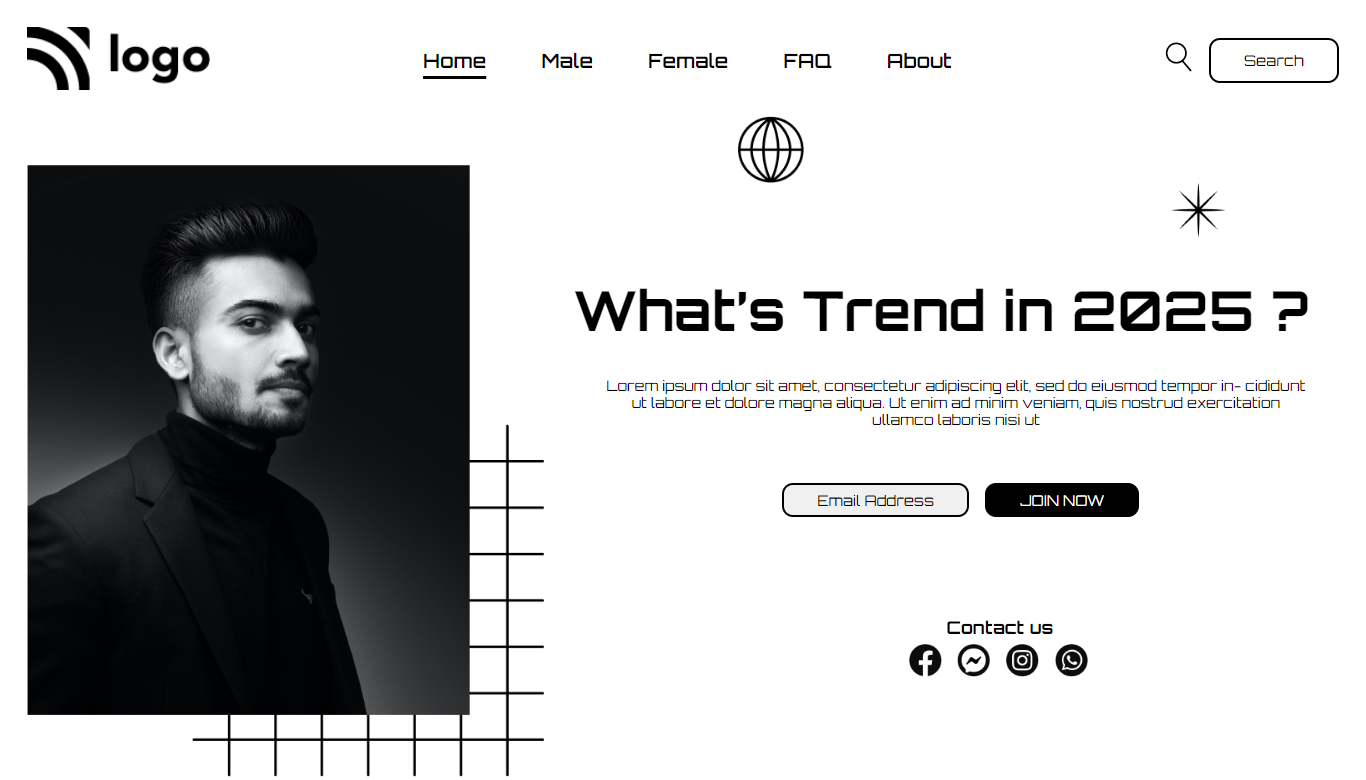 logo
Home Male Female FAQ About
Search
What's Trend in 2025 ?
Lorem ipsum dolor sit amet, consectetur adipiscing elit, sed do eiusmod tempor in- cididunt
ut labore et dolore magna aliqua. Ut enim ad minim veniam, quis nostrud exercitation
ullamco laboris nisi ut
Email Address JOIN NOW
Contact us